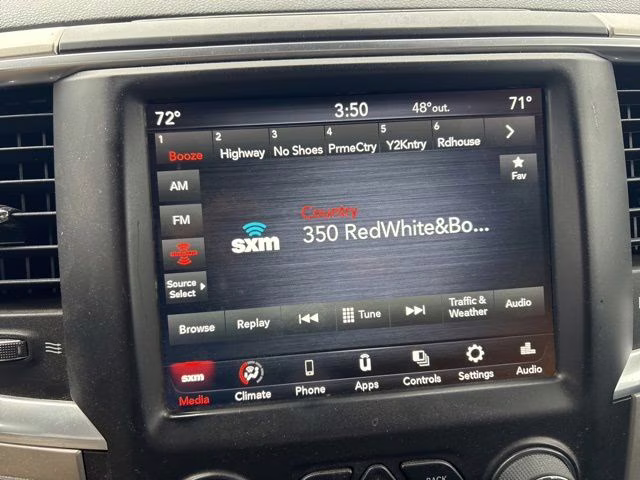 72° 3:50 48°out. 71°
1 2 3 4 5 6
Booze Highway No Shoes PrmeCtry Y2Kntry Rdhouse
AM
Fav
FM
Country
sxm 350 RedWhite&Bo...
Source
Select
Browse Replay Tune Traffic & Audio
Weather
sxm
Media Climate Phone Apps Controls Settings Audio
BACK